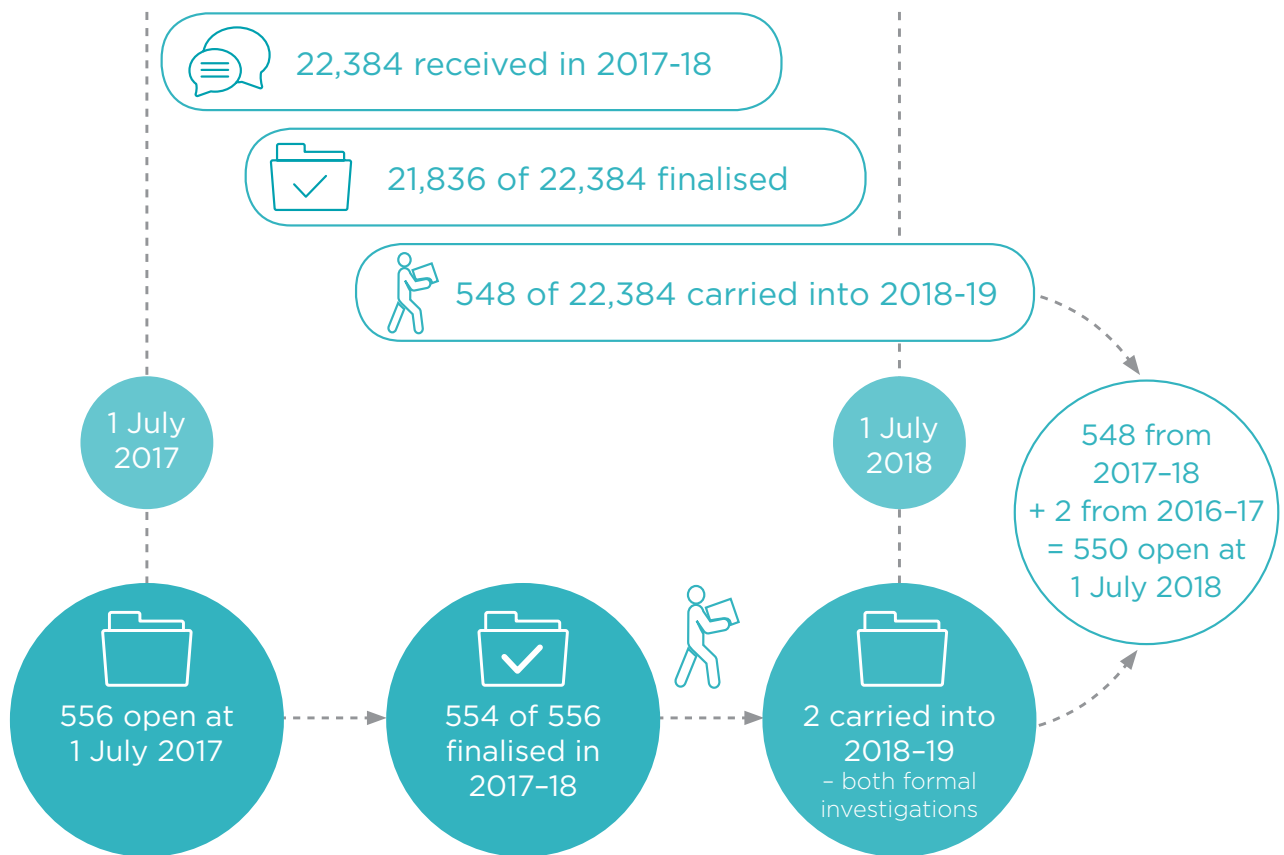 22,384 received in 2017-18
21,836 of 22,384 finalised
548 of 22,384 carried into 2018-19
1 July
2017
1 July
2018
548 from
2017–18
+ 2 from 2016–17
= 550 open at
1 July 2018
556 open at
1 July 2017
554 of 556
finalised in
2017–18
2 carried into
2018–19
– both formal
investigations